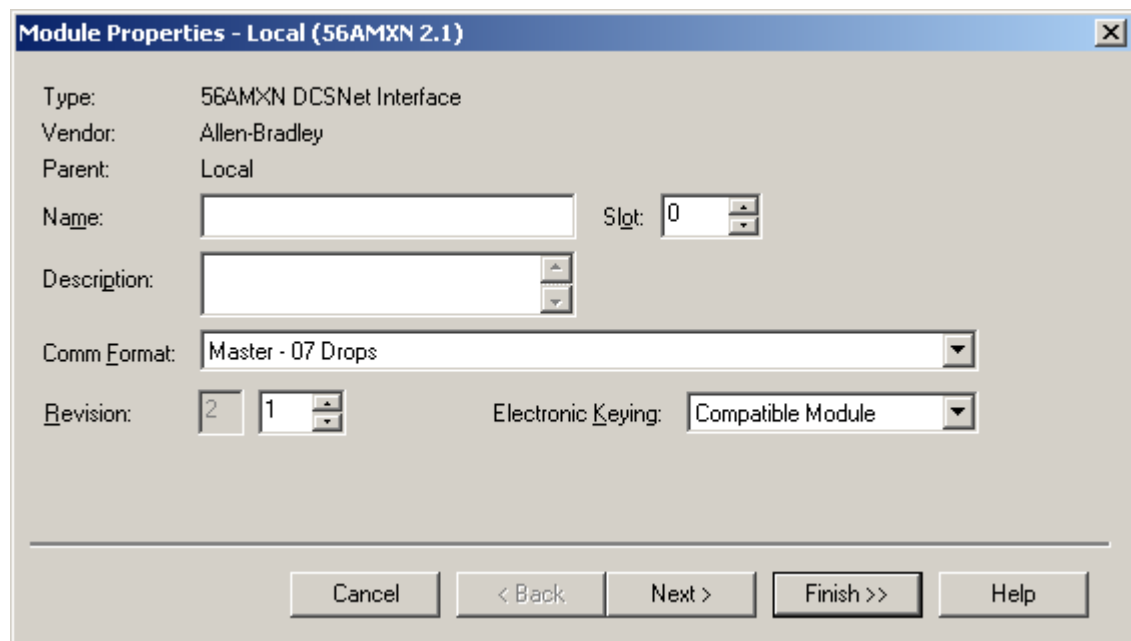 Module Properties - Local (56AMXN 2.1)
Type: 56AMXN DCSNet Interface
Vendor: Allen-Bradley
Parent: Local
Name: Slot: 0
Description:
Comm Format: Master - 07 Drops
Revision: 2 1 Electronic Keying: Compatible Module
Cancel < Back Next > Finish >> Help